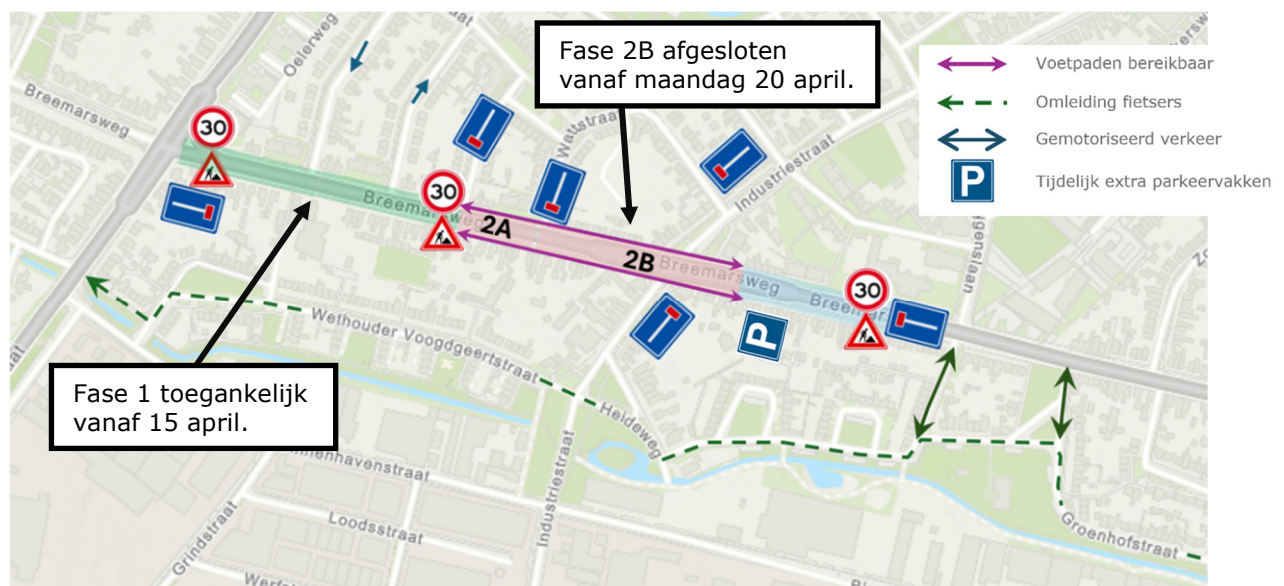 Fase 2B afgesloten
vanaf maandag 20 april.
Voetpaden bereikbaar
Omleiding fietsers
Gemotoriseerd verkeer
P
Tijdelijk extra parkeervakken
Oelerweg
Breemarsweg
30
Wattstraat
Industriestraat
30
Breemarsweg
2A
2B
Breemarsweg
30
P
Wethouder Voogdgeertstraat
Fase 1 toegankelijk
vanaf 15 april.
Heideweg
Industriestraat
Loodsstraat
Grindstraat
Groenhofstraat